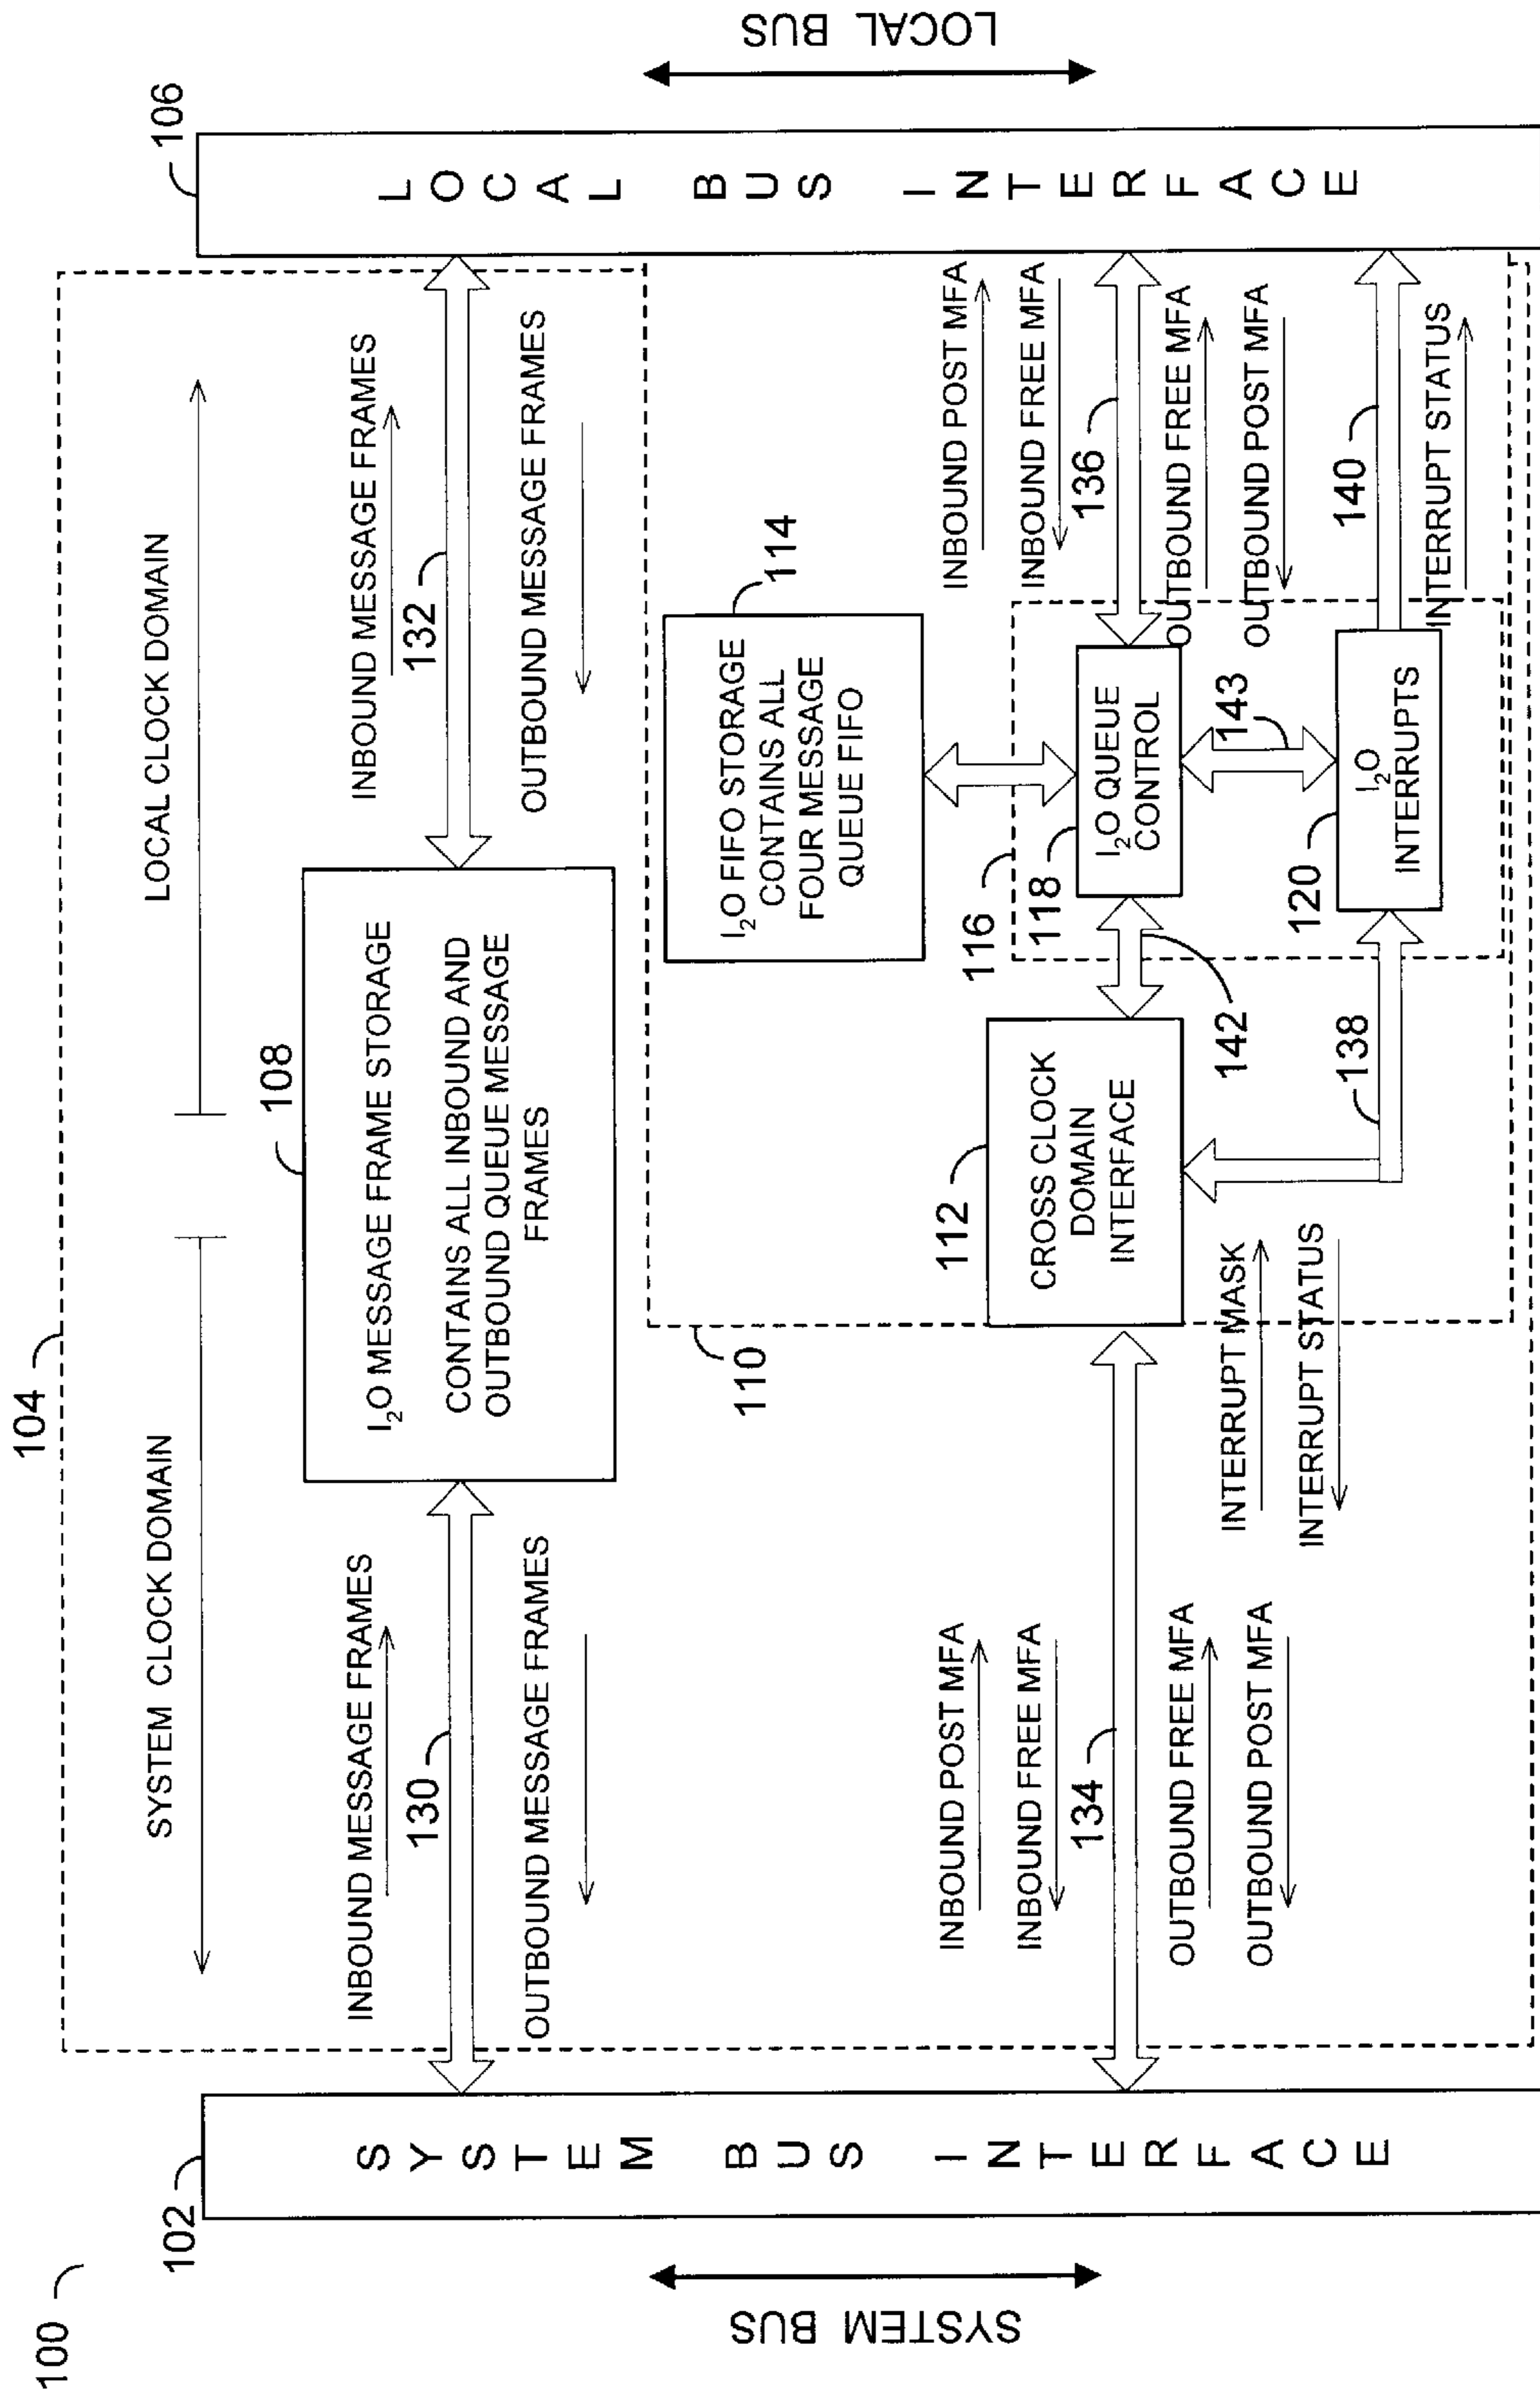 100
104
SYSTEM CLOCK DOMAIN
LOCAL CLOCK DOMAIN
102
SYSTEM BUS INTERFACE
SYSTEM BUS
106
LOCAL BUS INTERFACE
LOCAL BUS
INBOUND MESSAGE FRAMES
130
OUTBOUND MESSAGE FRAMES
108
I₂O MESSAGE FRAME STORAGE
CONTAINS ALL INBOUND AND
OUTBOUND QUEUE MESSAGE
FRAMES
INBOUND MESSAGE FRAMES
132
OUTBOUND MESSAGE FRAMES
110
114
I₂O FIFO STORAGE
CONTAINS ALL
FOUR MESSAGE
QUEUE FIFO
INBOUND POST MFA
INBOUND FREE MFA
134
OUTBOUND FREE MFA
OUTBOUND POST MFA
112
CROSS CLOCK
DOMAIN
INTERFACE
116
118
I₂O QUEUE
CONTROL
142
143
INBOUND POST MFA
INBOUND FREE MFA
136
OUTBOUND FREE MFA
OUTBOUND POST MFA
INTERRUPT MASK
INTERRUPT STATUS
138
120
I₂O
INTERRUPTS
140
INTERRUPT STATUS